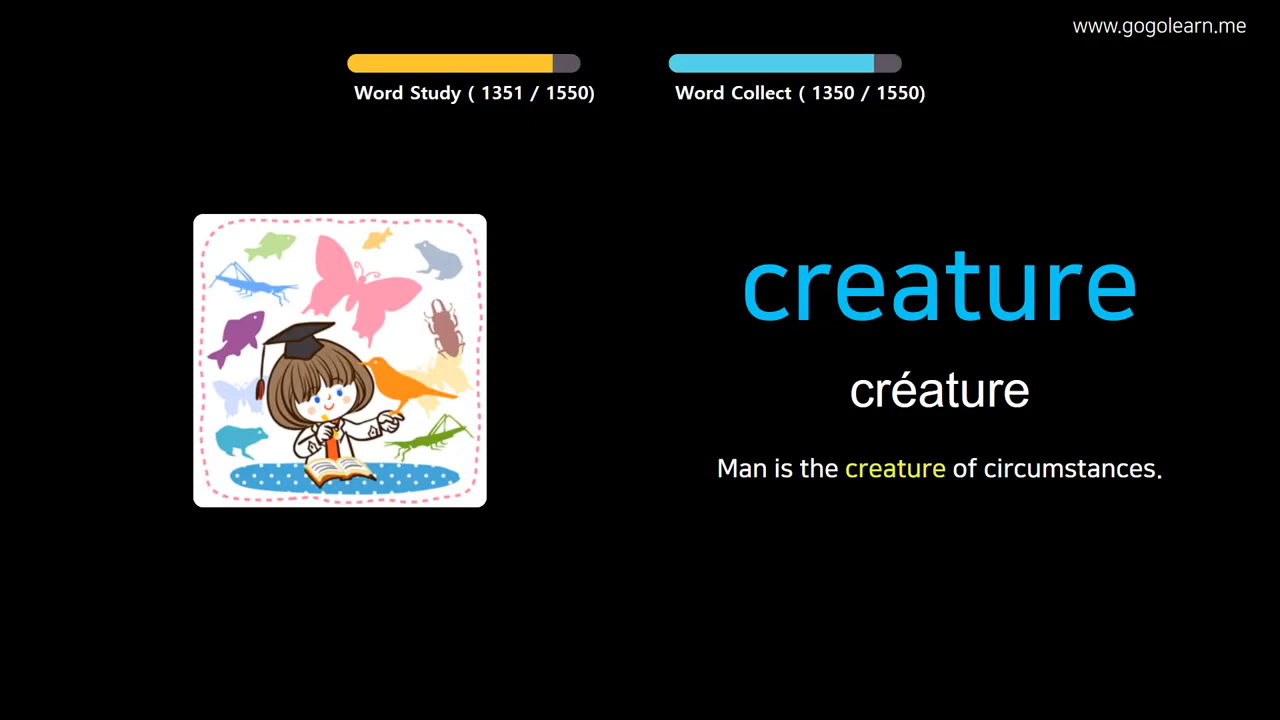 www.gogolearn.me
Word Study ( 1351 / 1550)
Word Collect ( 1350 / 1550)
creature
créature
Man is the creature of circumstances.